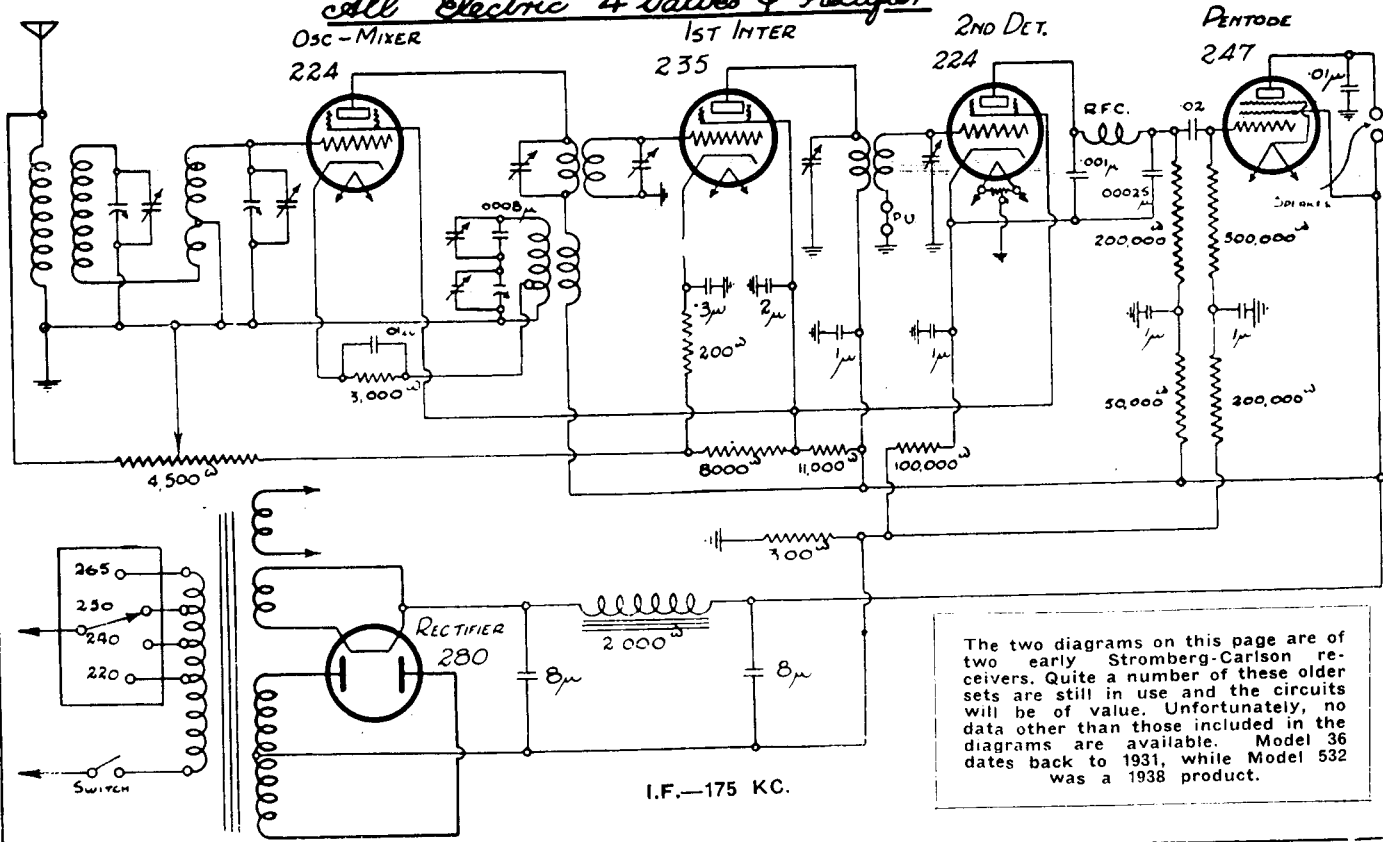 All Electric 4 Valves & Rectifier
OSC-MIXER
224
1ST INTER
235
2ND DET.
224
PENTODE
247
.01µ
R.F.C.
.02
.001µ
.00025
µ
SPEAKER
.0008µ
PU
200,000ω
500,000ω
.3µ
2µ
1µ
1µ
1µ
1µ
200ω
.01µ
3,000ω
50,000ω
200,000ω
4,500ω
8000ω
11,000ω
100,000ω
300ω
265
250
240
220
RECTIFIER
280
2000ω
8µ
8µ
SWITCH
I.F.—175 KC.
The two diagrams on this page are of
two early Stromberg-Carlson re-
ceivers. Quite a number of these older
sets are still in use and the circuits
will be of value. Unfortunately, no
data other than those included in the
diagrams are available. Model 36
dates back to 1931, while Model 532
was a 1938 product.